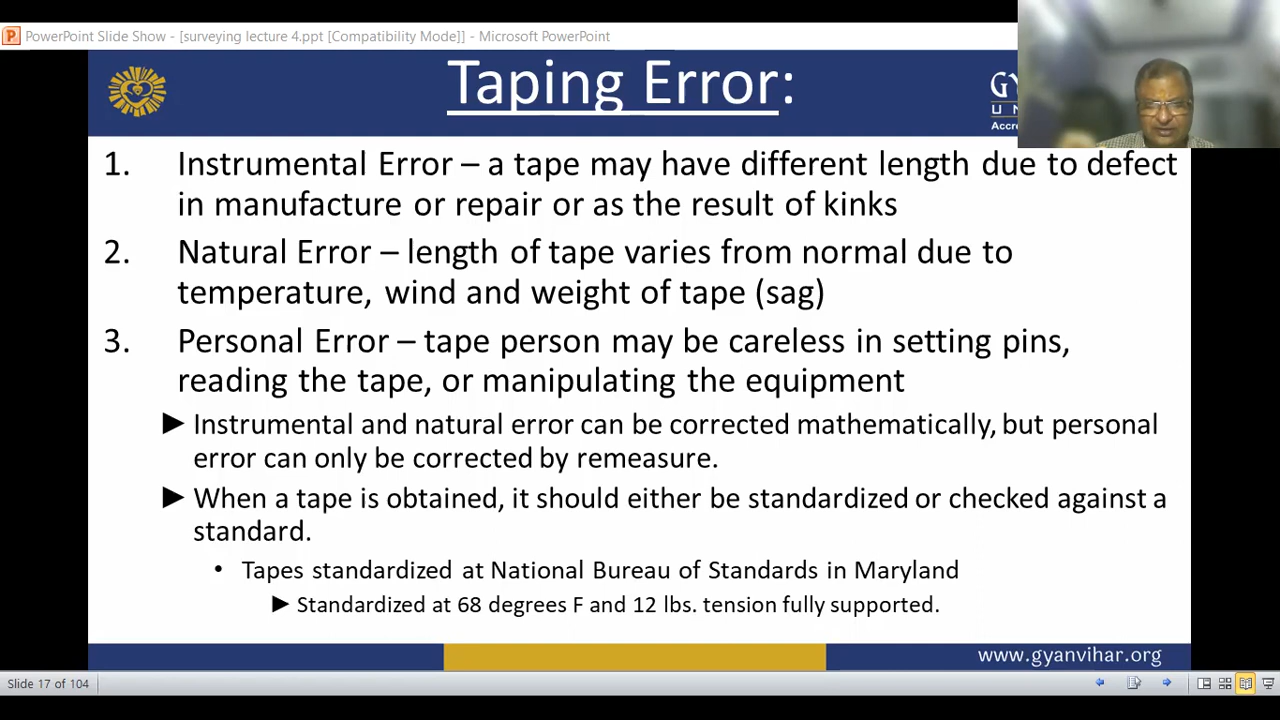 PowerPoint Slide Show - [surveying lecture 4.ppt [Compatibility Mode]] - Microsoft PowerPoint
Taping Error:
GY
UN
Accre
1. Instrumental Error – a tape may have different length due to defect
in manufacture or repair or as the result of kinks
2. Natural Error – length of tape varies from normal due to
temperature, wind and weight of tape (sag)
3. Personal Error – tape person may be careless in setting pins,
reading the tape, or manipulating the equipment
► Instrumental and natural error can be corrected mathematically, but personal
error can only be corrected by remeasure.
► When a tape is obtained, it should either be standardized or checked against a
standard.
• Tapes standardized at National Bureau of Standards in Maryland
► Standardized at 68 degrees F and 12 lbs. tension fully supported.
www.gyanvihar.org
Slide 17 of 104